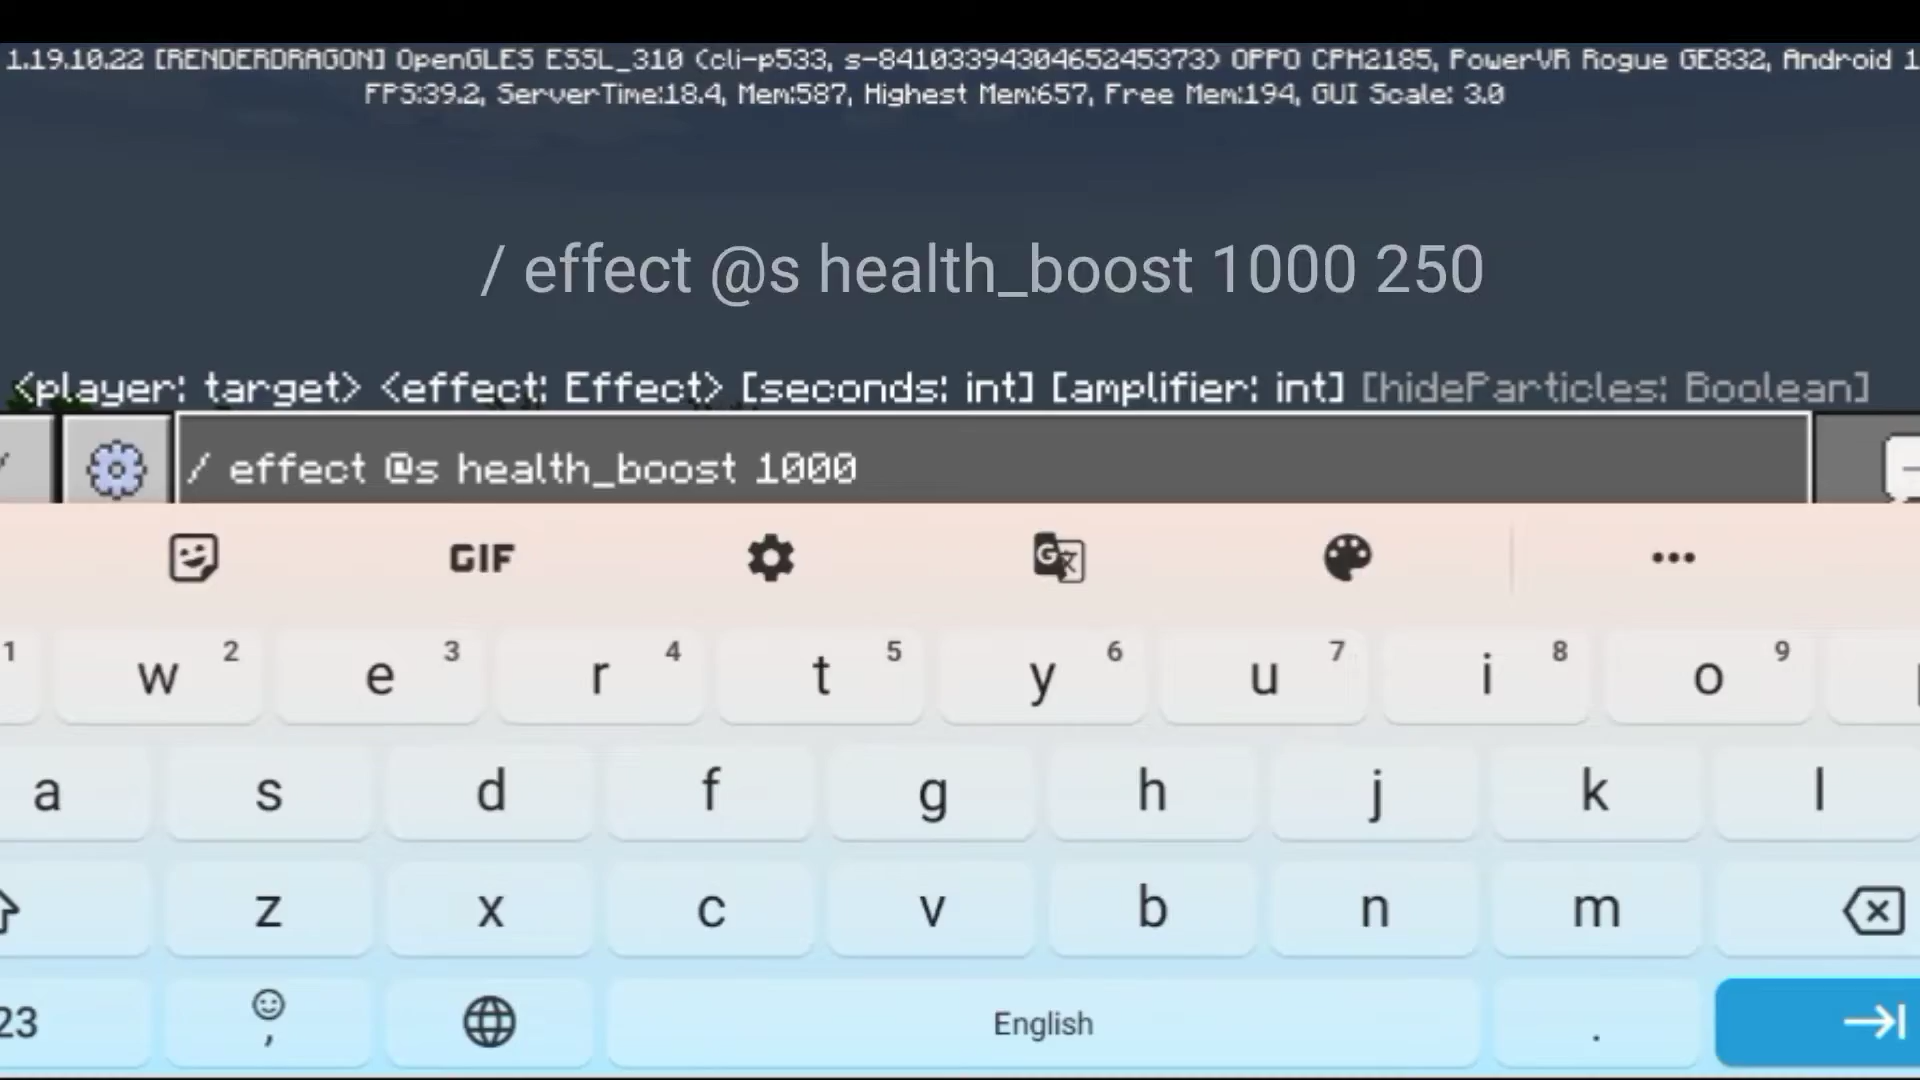 1.19.10.22 [RENDERDRAGON] OpenGLES ESSL_310 (cli-p533, s-8410339430465245373) OPPO CPH2185, PowerVR Rogue GE832, Android 1
FPS:39.2, ServerTime:18.4, Mem:587, Highest Mem:657, Free Mem:194, GUI Scale: 3.0
/ effect @s health_boost 1000 250
<player: target> <effect: Effect> [seconds: int] [amplifier: int] [hideParticles: Boolean]
/ effect @s health_boost 1000
GIF
1 w 2 e 3 r 4 t 5 y 6 u 7 i 8 o 9
a s d f g h j k l
z x c v b n m
23 , English .